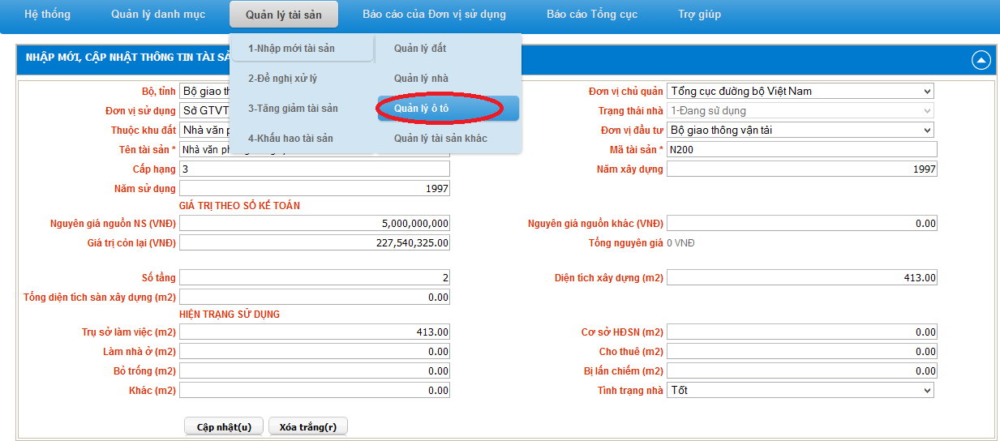 Hệ thống Quản lý danh mục Quản lý tài sản Báo cáo của Đơn vị sử dụng Báo cáo Tổng cục Trợ giúp
1-Nhập mới tài sản Quản lý đất
2-Đề nghị xử lý Quản lý nhà
3-Tăng giảm tài sản Quản lý ô tô
4-Khấu hao tài sản Quản lý tài sản khác
NHẬP MỚI, CẬP NHẬT THÔNG TIN TÀI
Bộ, tỉnh Bộ giao Đơn vị chủ quản Tổng cục đường bộ Việt Nam
Đơn vị sử dụng Sở GTVT Trạng thái nhà 1-Đang sử dụng
Thuộc khu đất Nhà văn Đơn vị đầu tư Bộ giao thông vận tải
Tên tài sản * Nhà văn Mã tài sản * N200
Cấp hạng 3 Năm xây dựng 1997
Năm sử dụng 1997
GIÁ TRỊ THEO SỔ KẾ TOÁN
Nguyên giá nguồn NS (VNĐ) 5,000,000,000 Nguyên giá nguồn khác (VNĐ) 0.00
Giá trị còn lại (VNĐ) 227,540,325.00 Tổng nguyên giá 0 VNĐ
Số tầng 2 Diện tích xây dựng (m2) 413.00
Tổng diện tích sàn xây dựng (m2) 0.00
HIỆN TRẠNG SỬ DỤNG
Trụ sở làm việc (m2) 413.00 Cơ sở HĐSN (m2) 0.00
Làm nhà ở (m2) 0.00 Cho thuê (m2) 0.00
Bỏ trống (m2) 0.00 Bị lấn chiếm (m2) 0.00
Khác (m2) 0.00 Tình trạng nhà Tốt
Cập nhật(u) Xóa trắng(r)